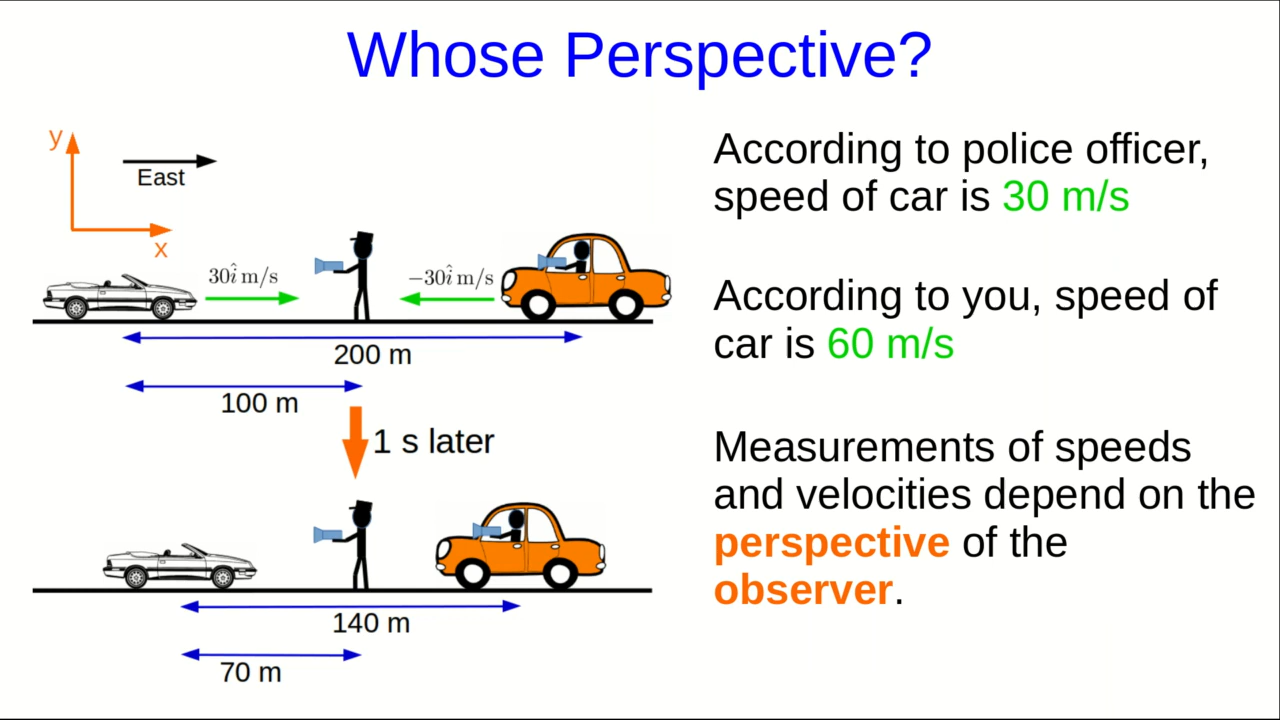 Whose Perspective?
y
East
x
30î m/s
−30î m/s
200 m
100 m
1 s later
140 m
70 m
According to police officer,
speed of car is 30 m/s
According to you, speed of
car is 60 m/s
Measurements of speeds
and velocities depend on the
perspective of the
observer.